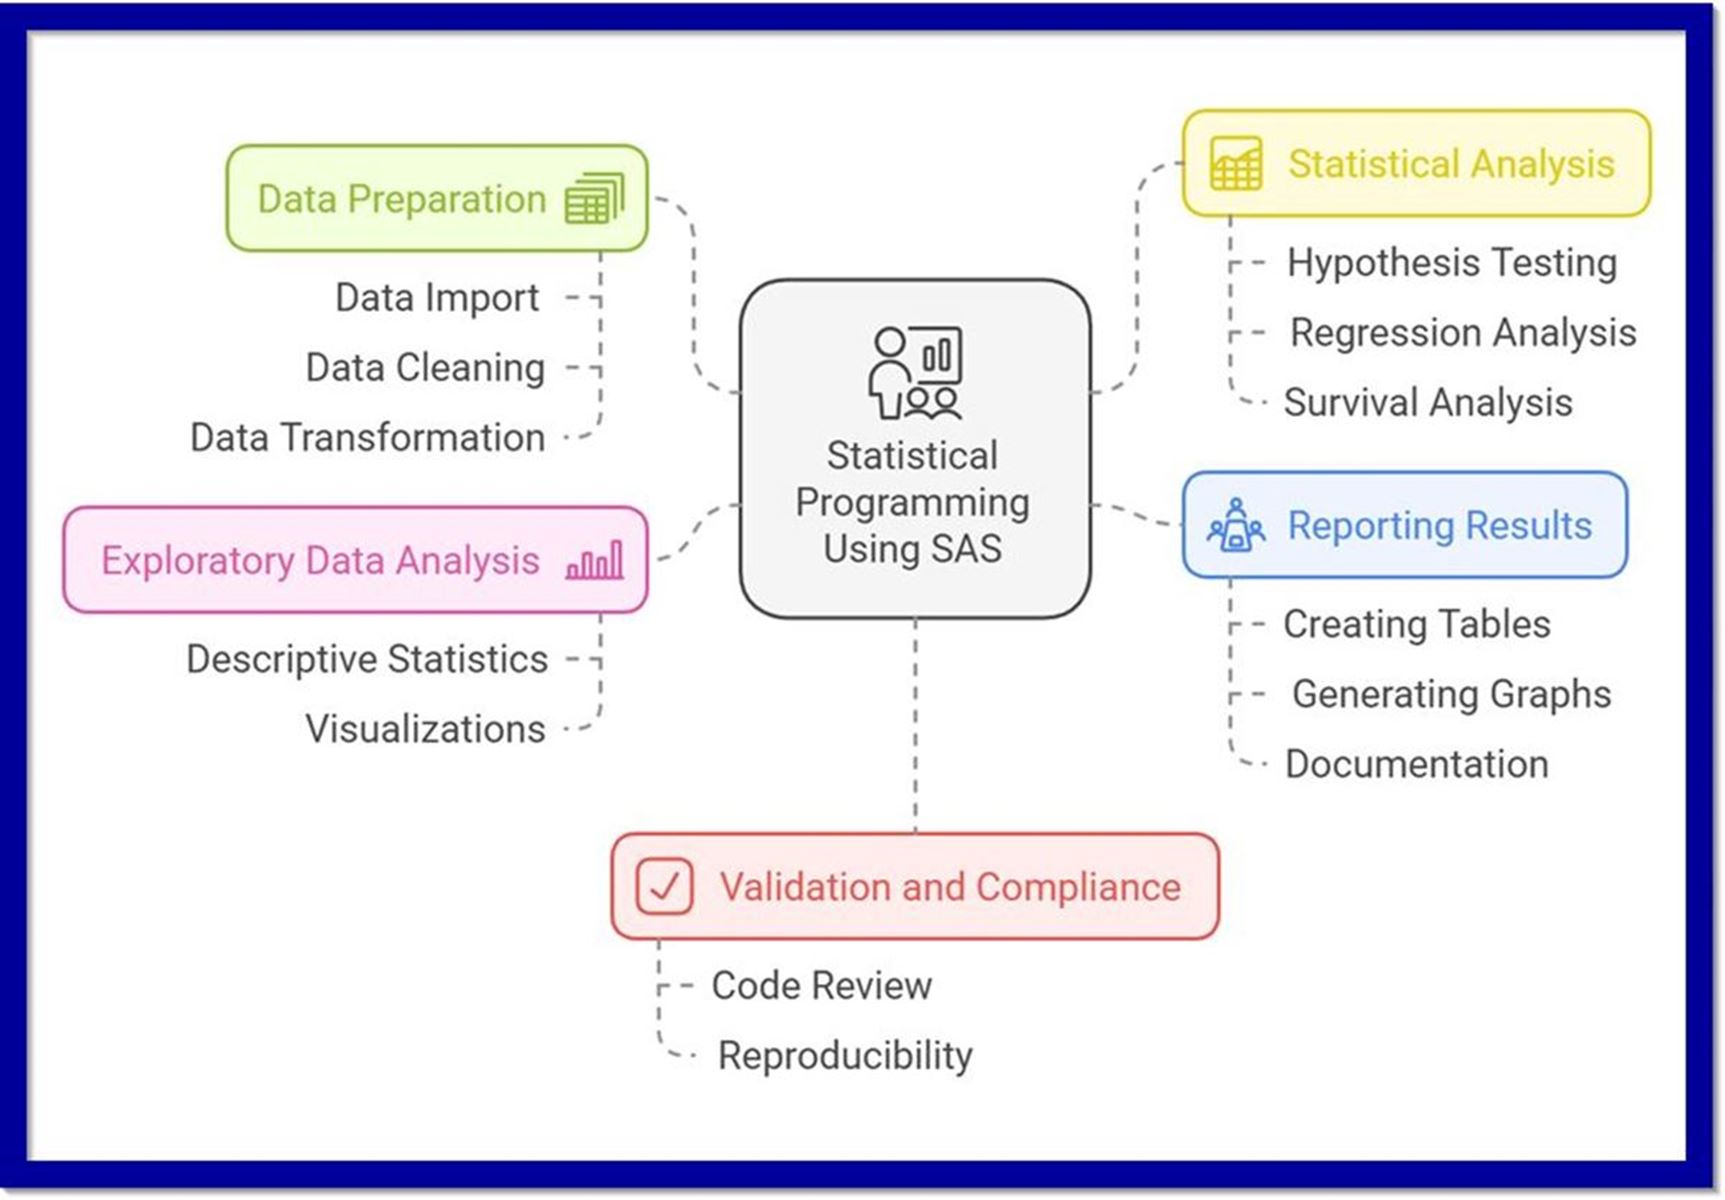 Data Preparation
Data Import
Data Cleaning
Data Transformation
Exploratory Data Analysis
Descriptive Statistics
Visualizations
Statistical
Programming
Using SAS
Statistical Analysis
Hypothesis Testing
Regression Analysis
Survival Analysis
Reporting Results
Creating Tables
Generating Graphs
Documentation
Validation and Compliance
Code Review
Reproducibility